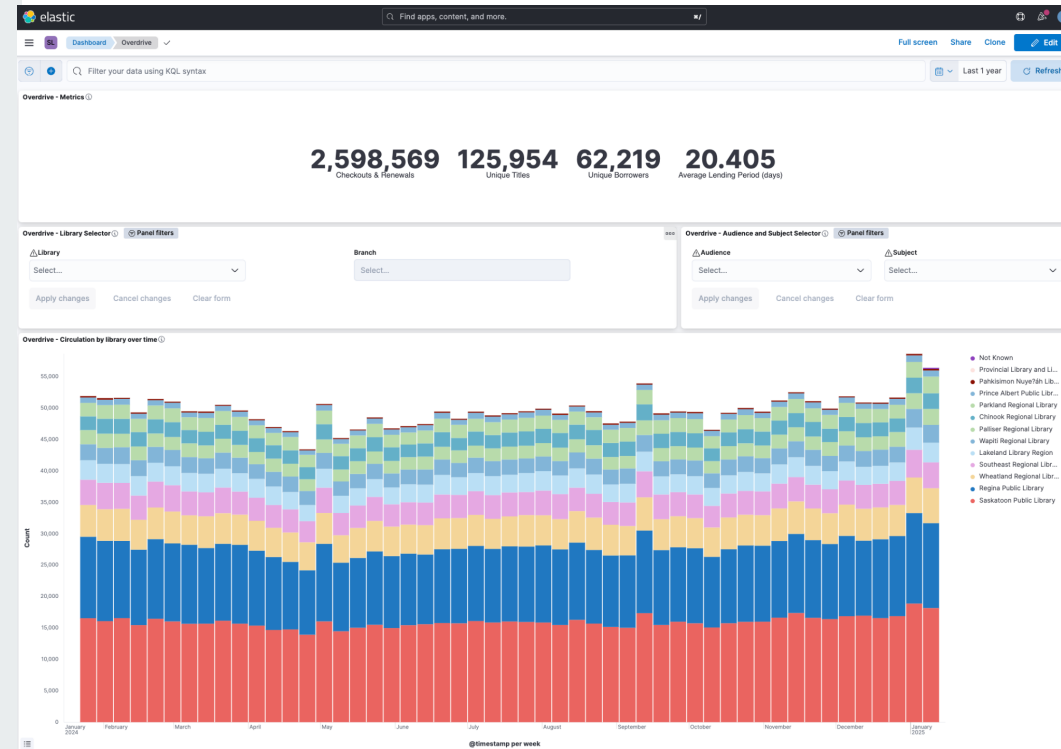 elastic
Find apps, content, and more.
⌘/
SL
Dashboard
Overdrive
Full screen
Share
Clone
Edit
Filter your data using KQL syntax
Last 1 year
Refresh
Overdrive - Metrics
2,598,569 125,954 62,219 20.405
Checkouts & Renewals Unique Titles Unique Borrowers Average Lending Period (days)
Overdrive - Library Selector
Panel filters
Library
Branch
Select...
Select...
Apply changes
Cancel changes
Clear form
Overdrive - Audience and Subject Selector
Panel filters
Audience
Subject
Select...
Select...
Apply changes
Cancel changes
Clear form
Overdrive - Circulation by library over time
Count
55,000
50,000
45,000
40,000
35,000
30,000
25,000
20,000
15,000
10,000
5,000
0
January
2024
February
March
April
May
June
July
August
September
October
November
December
January
2025
@timestamp per week
Not Known
Provincial Library and Li...
Pahkisimon Nuye?áh Lib...
Prince Albert Public Libr...
Parkland Regional Library
Chinook Regional Library
Palliser Regional Library
Wapiti Regional Library
Lakeland Library Region
Southeast Regional Libr...
Wheatland Regional Libr...
Regina Public Library
Saskatoon Public Library